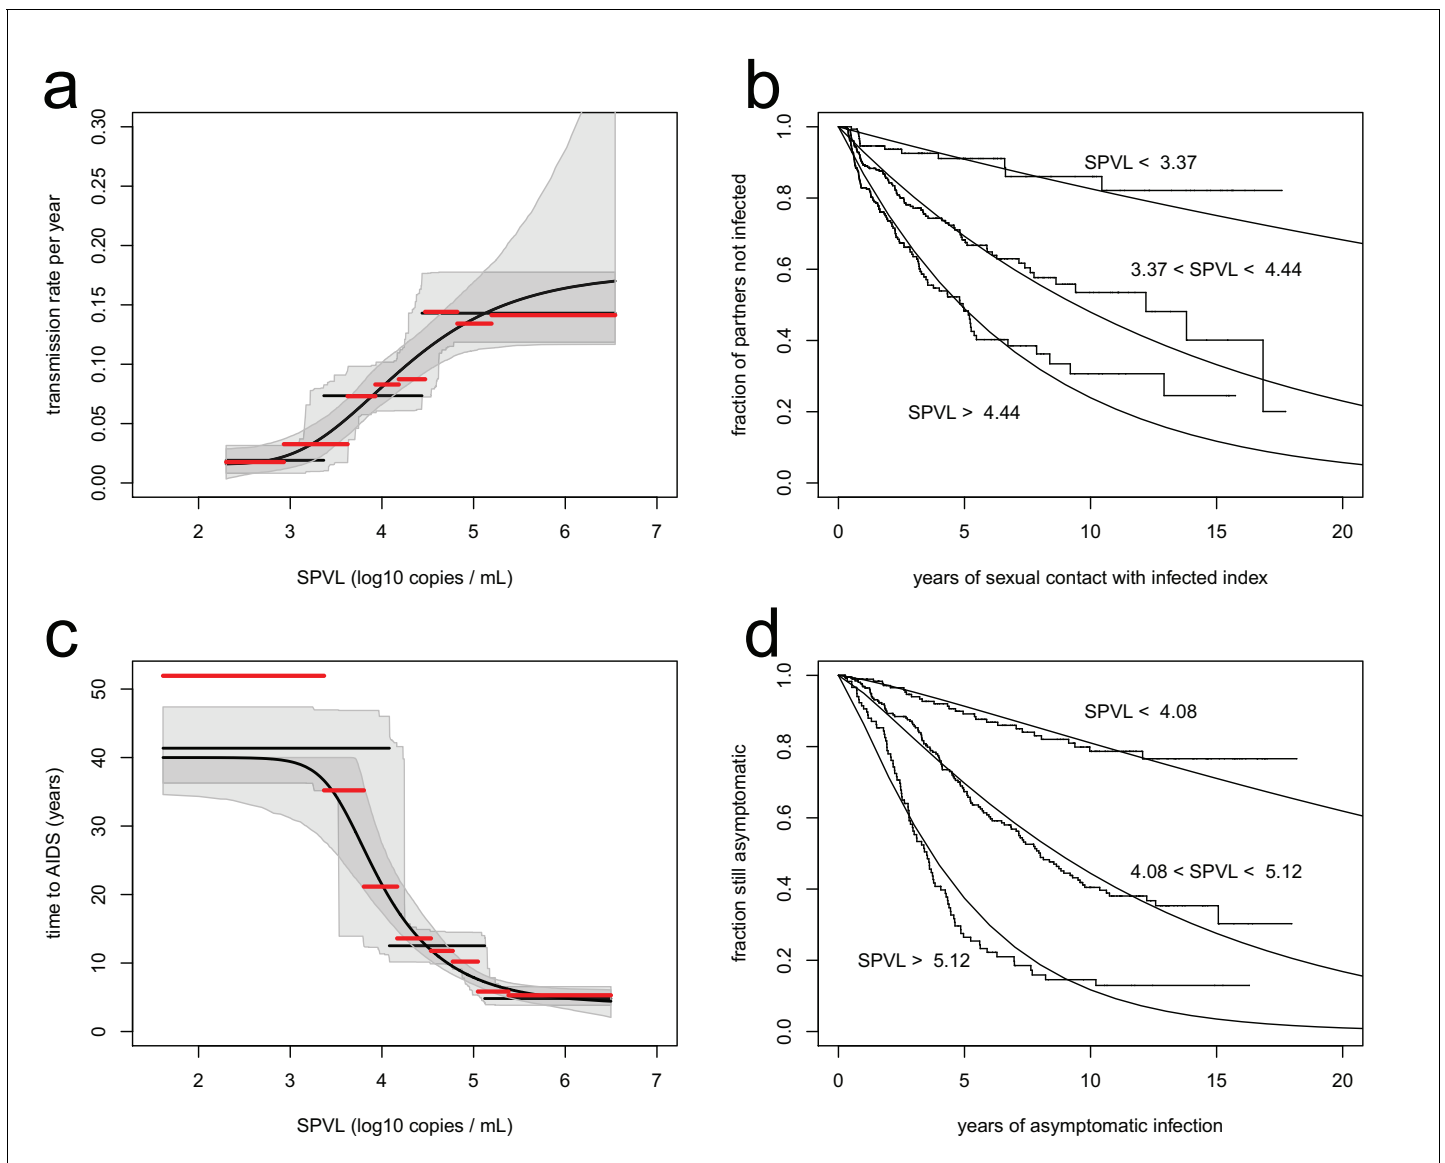 a
transmission rate per year
0.00 0.05 0.10 0.15 0.20 0.25 0.30
2 3 4 5 6 7
SPVL (log10 copies / mL)
b
fraction of partners not infected
0.0 0.2 0.4 0.6 0.8 1.0
SPVL < 3.37
3.37 < SPVL < 4.44
SPVL > 4.44
0 5 10 15 20
years of sexual contact with infected index
c
time to AIDS (years)
0 10 20 30 40 50
2 3 4 5 6 7
SPVL (log10 copies / mL)
d
fraction still asymptomatic
0.0 0.2 0.4 0.6 0.8 1.0
SPVL < 4.08
4.08 < SPVL < 5.12
SPVL > 5.12
0 5 10 15 20
years of asymptomatic infection